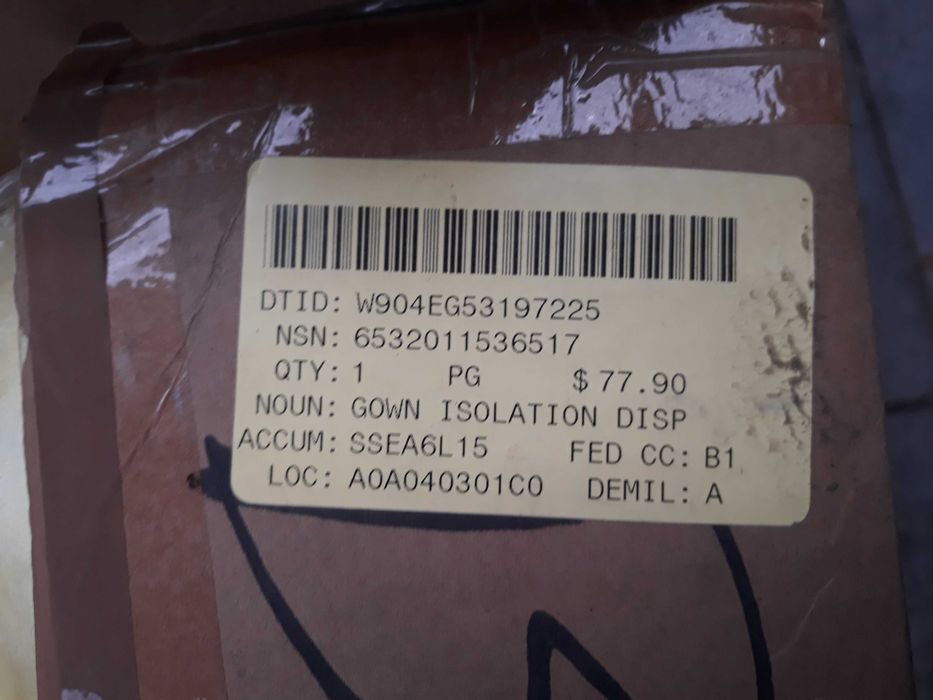 DTID: W904EG53197225
NSN: 6532011536517
QTY: 1 PG $ 77.90
NOUN: GOWN ISOLATION DISP
ACCUM: SSEA6L15 FED CC: B1
LOC: A0A040301C0 DEMIL: A